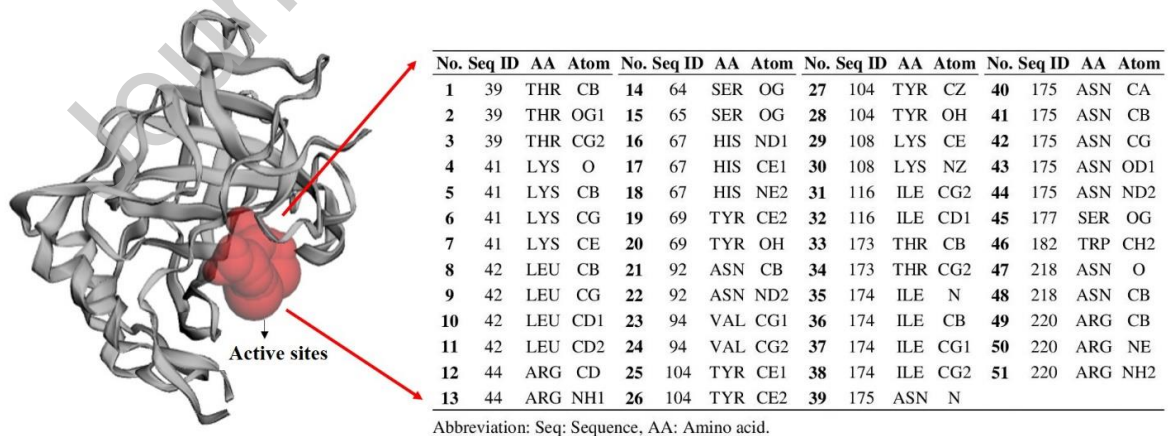 Journ
No. Seq ID AA Atom No. Seq ID AA Atom No. Seq ID AA Atom No. Seq ID AA Atom
1 39 THR CB 14 64 SER OG 27 104 TYR CZ 40 175 ASN CA
2 39 THR OG1 15 65 SER OG 28 104 TYR OH 41 175 ASN CB
3 39 THR CG2 16 67 HIS ND1 29 108 LYS CE 42 175 ASN CG
4 41 LYS O 17 67 HIS CE1 30 108 LYS NZ 43 175 ASN OD1
5 41 LYS CB 18 67 HIS NE2 31 116 ILE CG2 44 175 ASN ND2
6 41 LYS CG 19 69 TYR CE2 32 116 ILE CD1 45 177 SER OG
7 41 LYS CE 20 69 TYR OH 33 173 THR CB 46 182 TRP CH2
8 42 LEU CB 21 92 ASN CB 34 173 THR CG2 47 218 ASN O
9 42 LEU CG 22 92 ASN ND2 35 174 ILE N 48 218 ASN CB
10 42 LEU CD1 23 94 VAL CG1 36 174 ILE CB 49 220 ARG CB
11 42 LEU CD2 24 94 VAL CG2 37 174 ILE CG1 50 220 ARG NE
12 44 ARG CD 25 104 TYR CE1 38 174 ILE CG2 51 220 ARG NH2
13 44 ARG NH1 26 104 TYR CE2 39 175 ASN N
Active sites
Abbreviation: Seq: Sequence, AA: Amino acid.